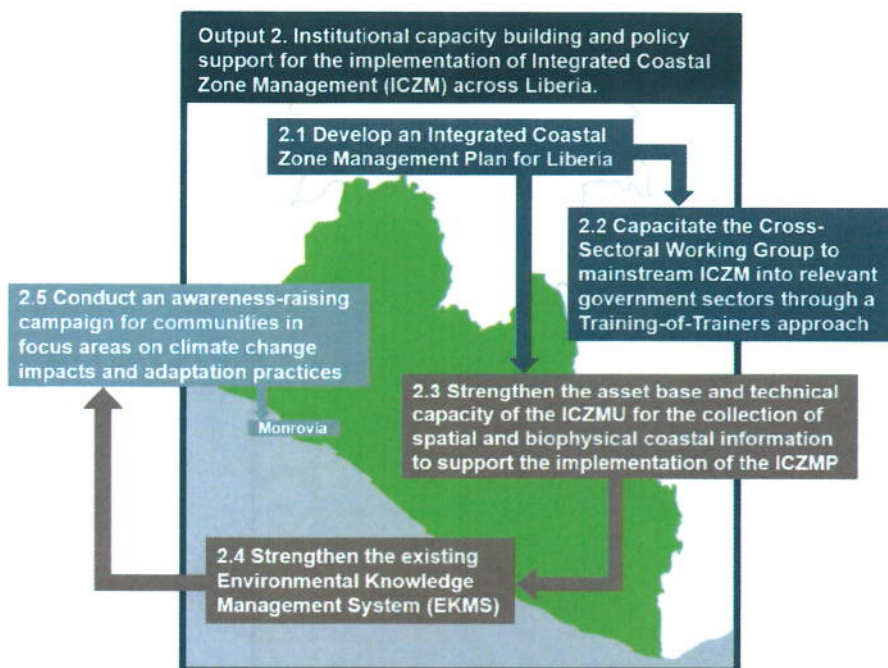 Output 2. Institutional capacity building and policy
support for the implementation of Integrated Coastal
Zone Management (ICZM) across Liberia.
2.1 Develop an Integrated Coastal
Zone Management Plan for Liberia
2.2 Capacitate the Cross-
Sectoral Working Group to
mainstream ICZM into relevant
government sectors through a
Training-of-Trainers approach
2.5 Conduct an awareness-raising
campaign for communities in
focus areas on climate change
impacts and adaptation practices
2.3 Strengthen the asset base and technical
capacity of the ICZMU for the collection of
spatial and biophysical coastal information
to support the implementation of the ICZMP
Monrovia
2.4 Strengthen the existing
Environmental Knowledge
Management System (EKMS)